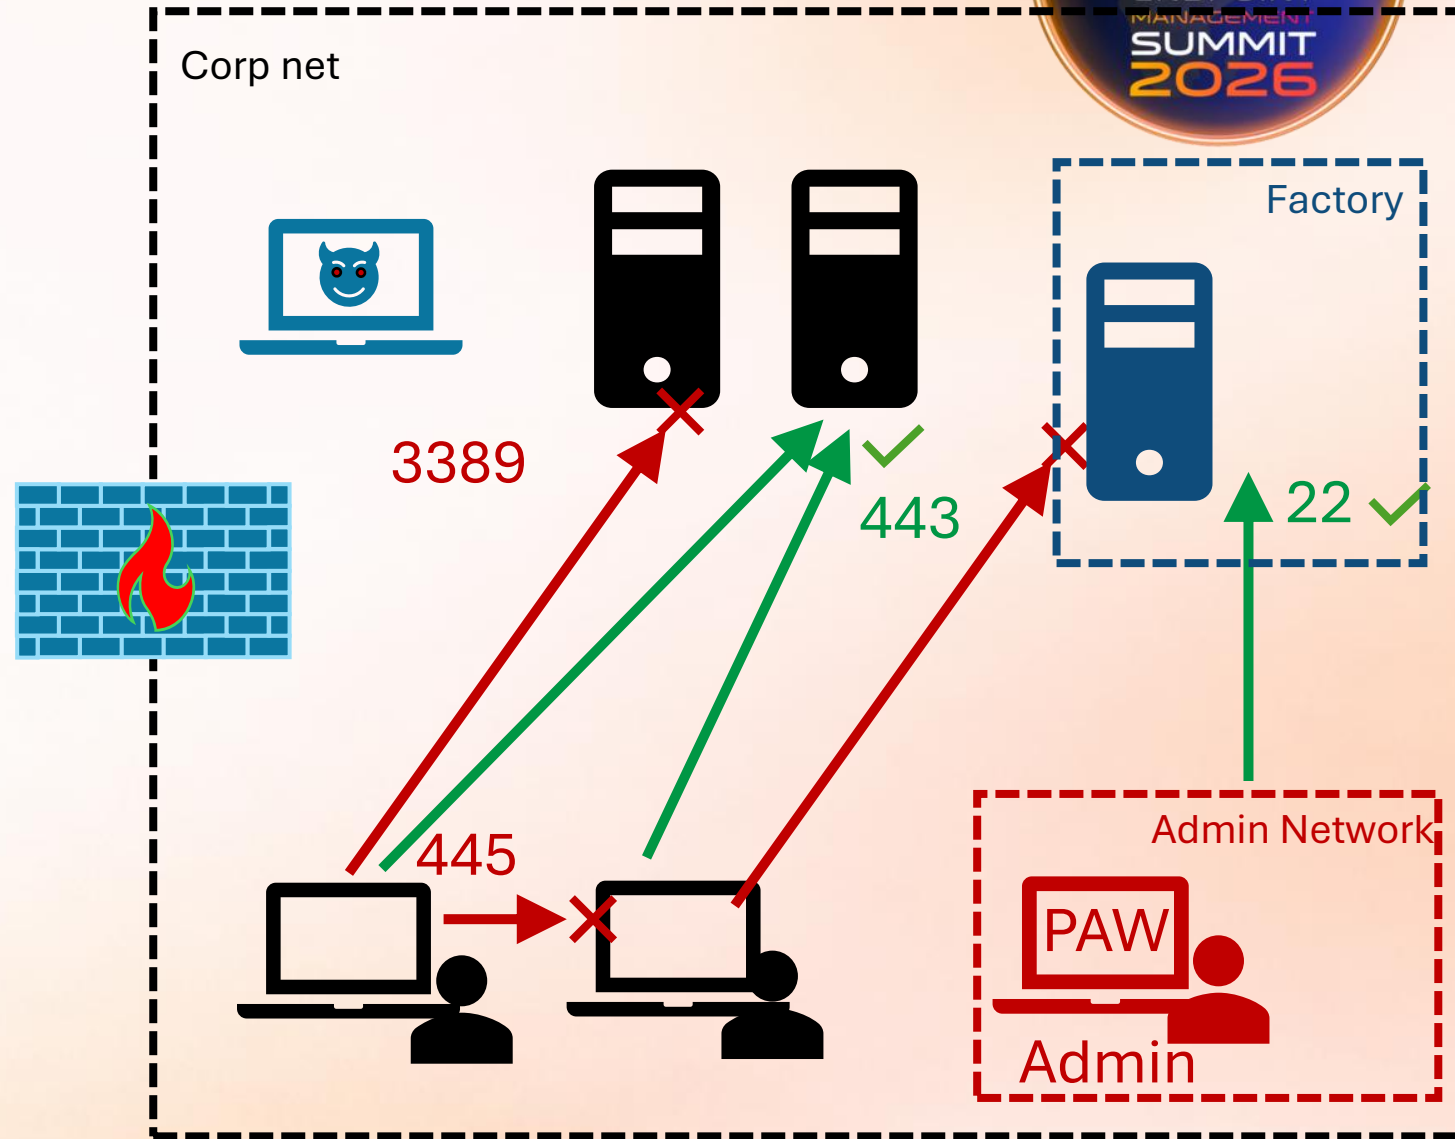 MANAGEMENT
SUMMIT
2026
Corp net
Factory
3389
443
22
445
Admin Network
PAW
Admin